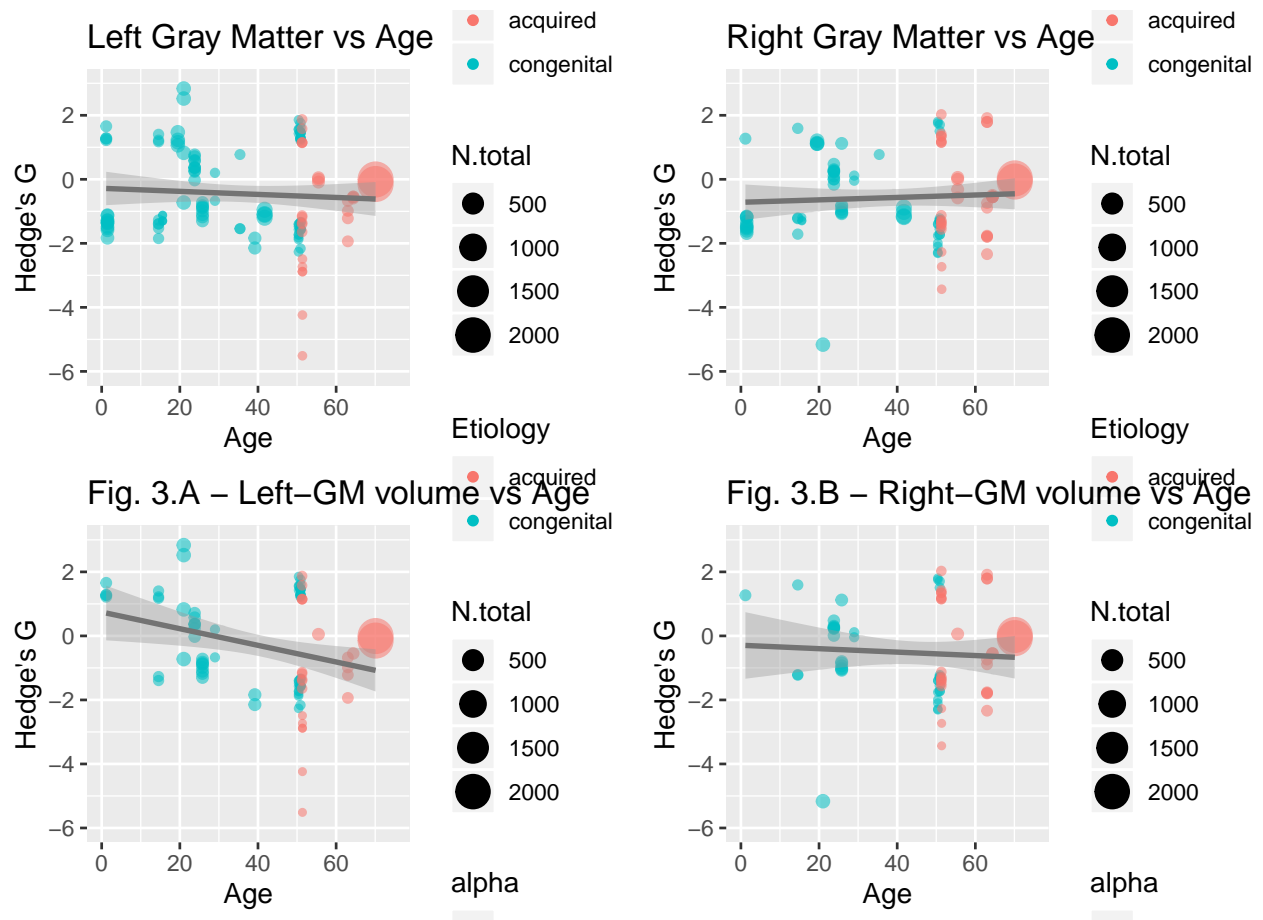 Left Gray Matter vs Age
acquired
congenital
N.total
500
1000
1500
2000
Hedge's G
2
0
−2
−4
−6
0 20 40 60
Age
Right Gray Matter vs Age
acquired
congenital
N.total
500
1000
1500
2000
Hedge's G
2
0
−2
−4
−6
0 20 40 60
Age
Etiology
acquired
congenital
Fig. 3.A − Left−GM volume vs Age
N.total
500
1000
1500
2000
Hedge's G
2
0
−2
−4
−6
0 20 40 60
Age
alpha
Etiology
acquired
congenital
Fig. 3.B − Right−GM volume vs Age
N.total
500
1000
1500
2000
Hedge's G
2
0
−2
−4
−6
0 20 40 60
Age
alpha